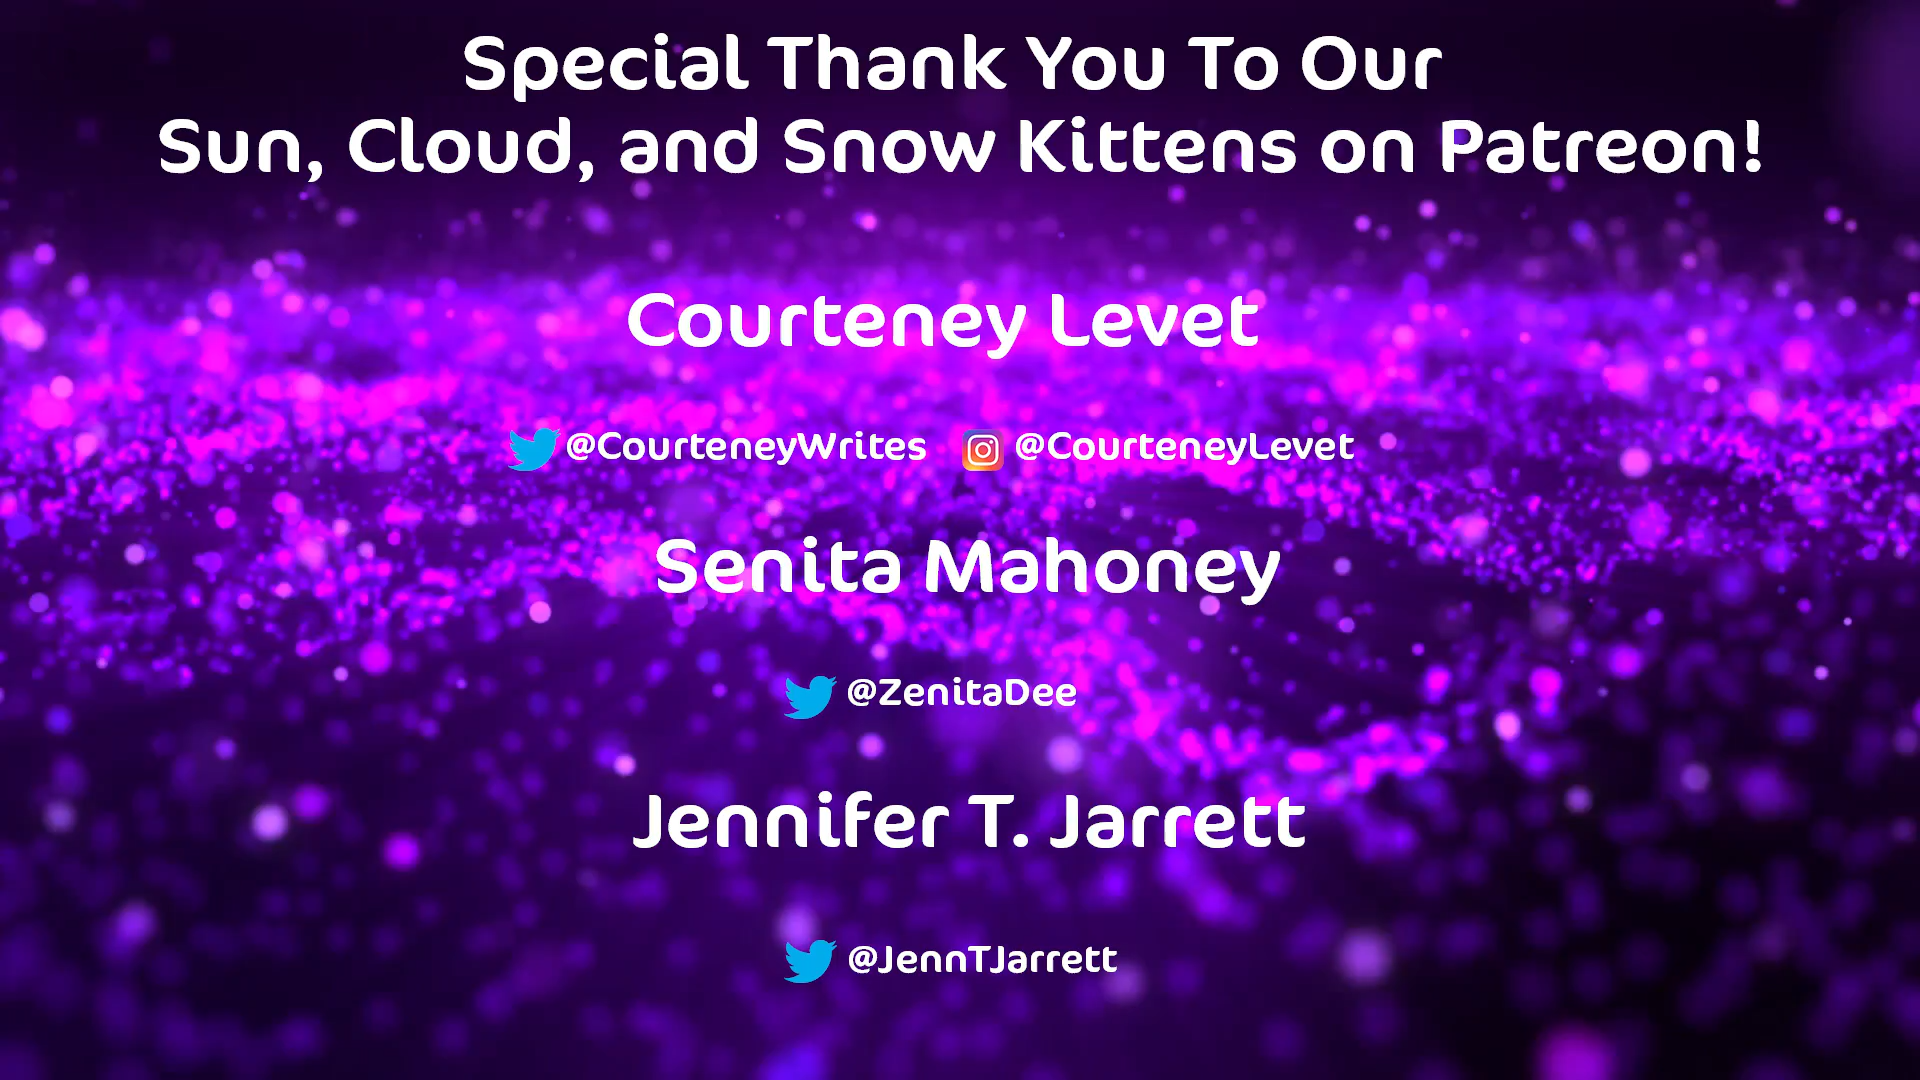 Special Thank You To Our
Sun, Cloud, and Snow Kittens on Patreon!
Courteney Levet
@CourteneyWrites @CourteneyLevet
Senita Mahoney
@ZenitaDee
Jennifer T. Jarrett
@JennTJarrett